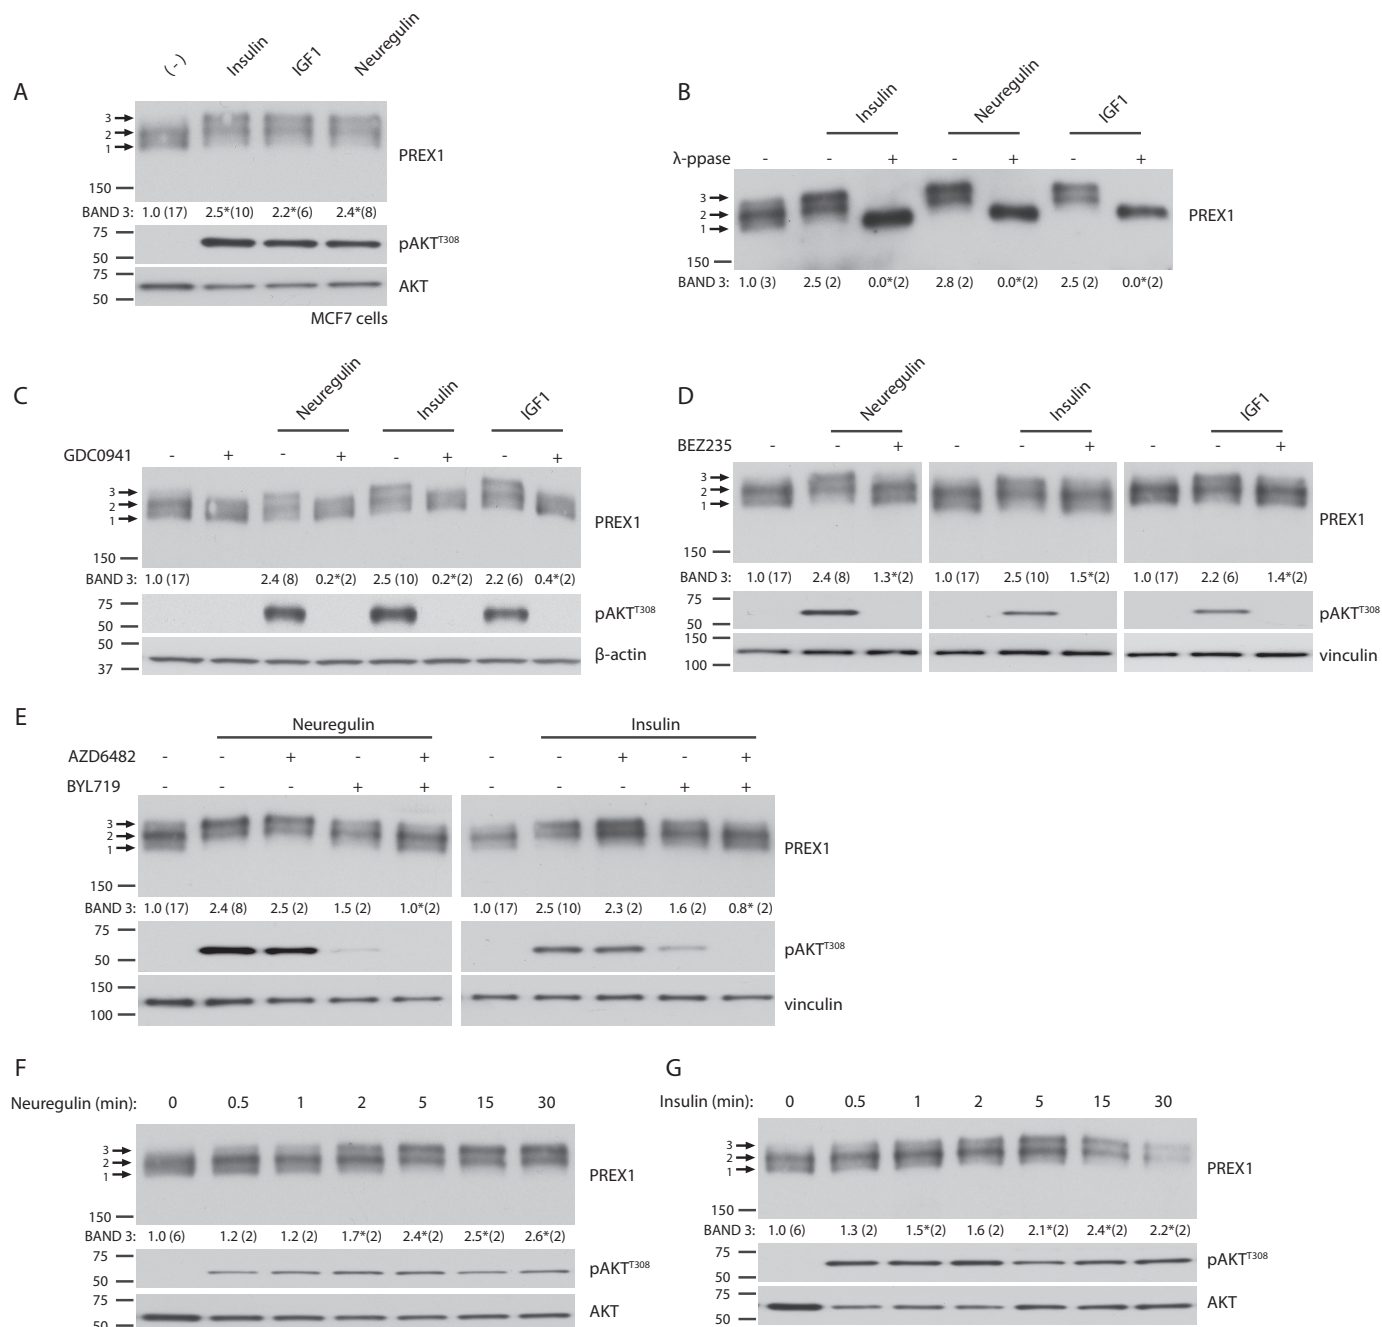 A
(-) Insulin IGF1 Neuregulin
3
2
1
PREX1
150
BAND 3: 1.0 (17) 2.5*(10) 2.2*(6) 2.4*(8)
75
pAKT^T308
50
75
AKT
50
MCF7 cells
B
Insulin Neuregulin IGF1
λ-ppase - - + - + - +
3
2
1
PREX1
150
BAND 3: 1.0 (3) 2.5 (2) 0.0*(2) 2.8 (2) 0.0*(2) 2.5 (2) 0.0*(2)
C
Neuregulin Insulin IGF1
GDC0941 - + - + - + - +
3
2
1
PREX1
150
BAND 3: 1.0 (17) 2.4 (8) 0.2*(2) 2.5 (10) 0.2*(2) 2.2 (6) 0.4*(2)
75
pAKT^T308
50
50
β-actin
37
D
Neuregulin Insulin IGF1
BEZ235 - - + - - + - - +
3
2
1
PREX1
150
BAND 3: 1.0 (17) 2.4 (8) 1.3*(2) 1.0 (17) 2.5 (10) 1.5*(2) 1.0 (17) 2.2 (6) 1.4*(2)
75
pAKT^T308
50
150
vinculin
100
E
Neuregulin Insulin
AZD6482 - - + - + - - + - +
BYL719 - - - + + - - - + +
3
2
1
PREX1
150
BAND 3: 1.0 (17) 2.4 (8) 2.5 (2) 1.5 (2) 1.0*(2) 1.0 (17) 2.5 (10) 2.3 (2) 1.6 (2) 0.8* (2)
75
pAKT^T308
50
150
vinculin
100
F
Neuregulin (min): 0 0.5 1 2 5 15 30
3
2
1
PREX1
150
BAND 3: 1.0 (6) 1.2 (2) 1.2 (2) 1.7*(2) 2.4*(2) 2.5*(2) 2.6*(2)
75
pAKT^T308
50
75
AKT
50
G
Insulin (min): 0 0.5 1 2 5 15 30
3
2
1
PREX1
150
BAND 3: 1.0 (6) 1.3 (2) 1.5*(2) 1.6 (2) 2.1*(2) 2.4*(2) 2.2*(2)
75
pAKT^T308
50
75
AKT
50